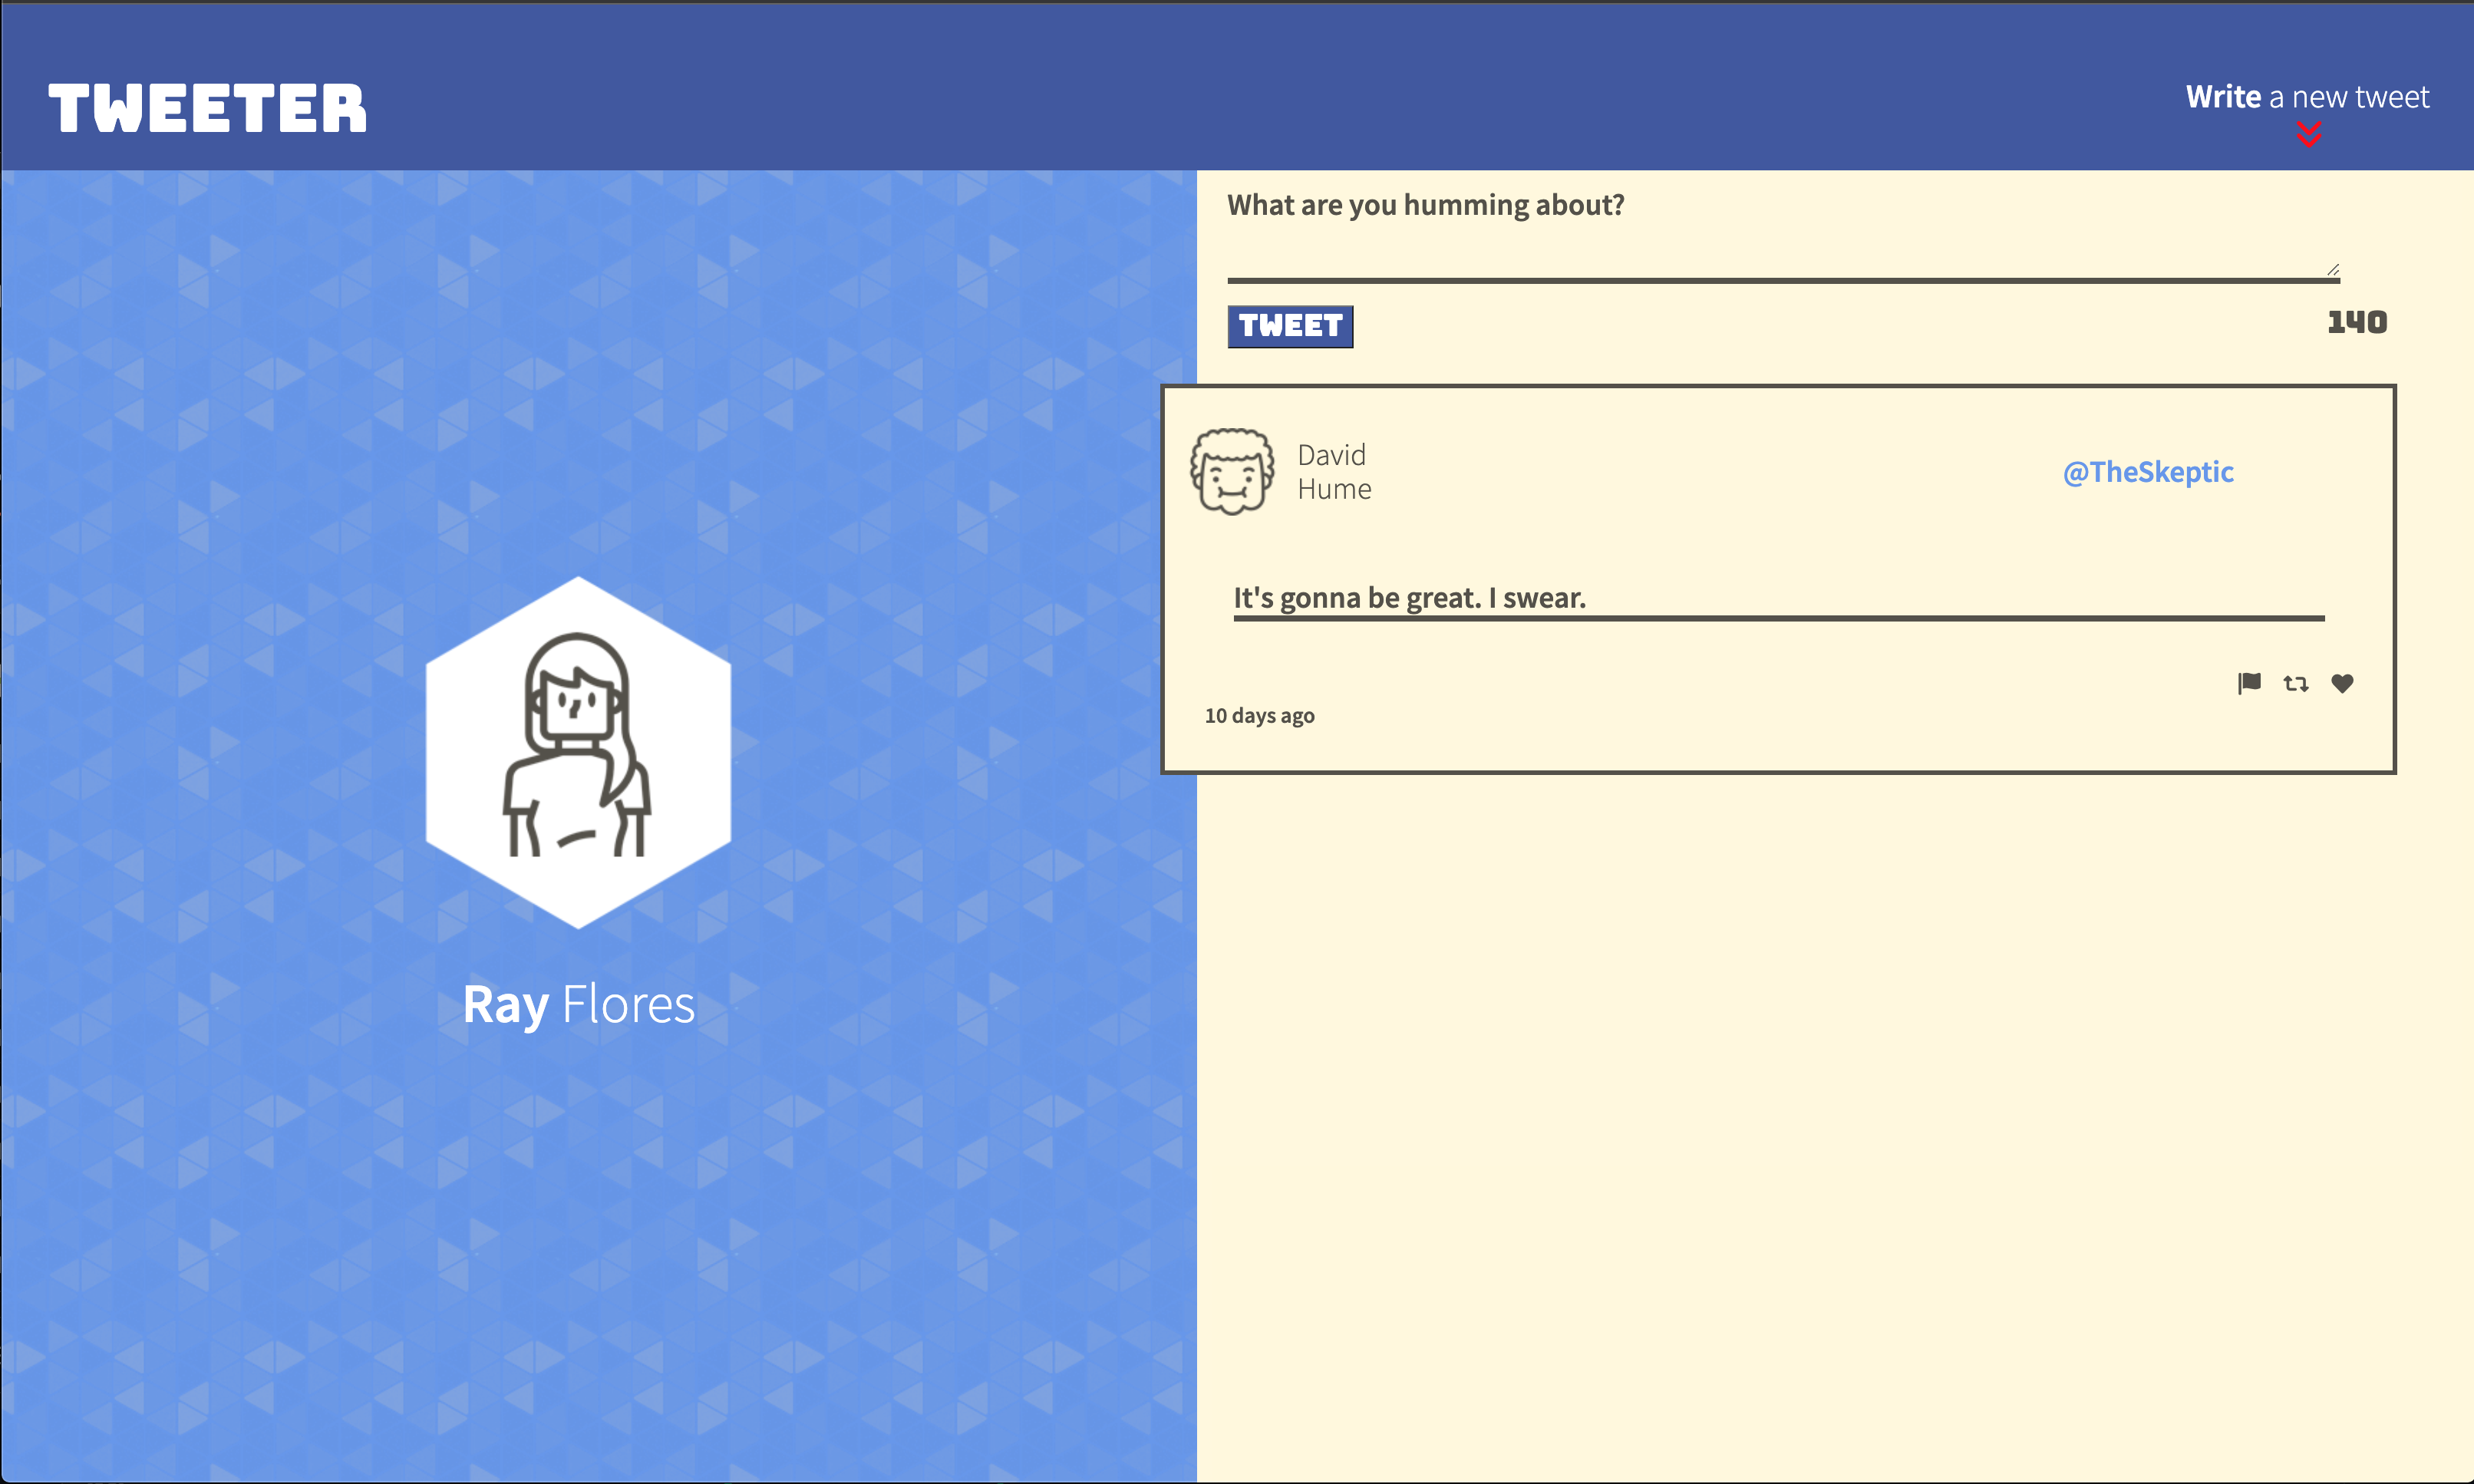 TWEETER
Write a new tweet
What are you humming about?
TWEET
140
David
Hume
@TheSkeptic
It's gonna be great. I swear.
10 days ago
Ray Flores